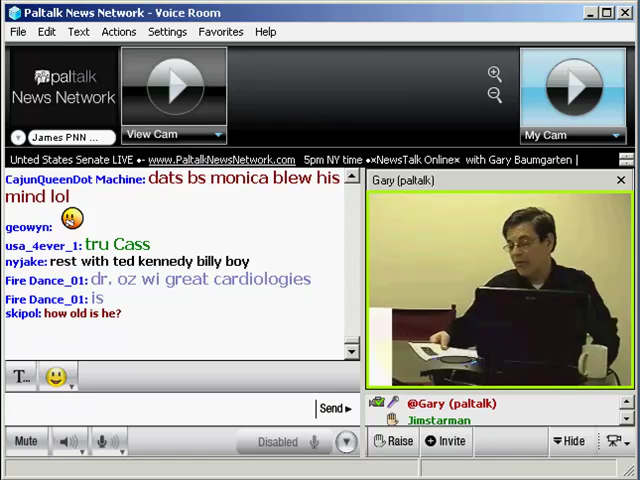 Paltalk News Network - Voice Room
File Edit Text Actions Settings Favorites Help
paltalk
News Network
James PNN ...
View Cam
My Cam
United States Senate LIVE •- www.PaltalkNewsNetwork.com 5pm NY time •×NewsTalk Online× with Gary Baumgarten |
CajunQueenDot Machine: dats bs monica blew his
mind lol
geowyn:
usa_4ever_1: tru Cass
nyjake: rest with ted kennedy billy boy
Fire Dance_01: dr. oz wi great cardiologies
Fire Dance_01: is
skipol: how old is he?
T...
Send
Mute
Disabled
Gary (paltalk)
@Gary (paltalk)
Jimstarman
Raise
Invite
Hide